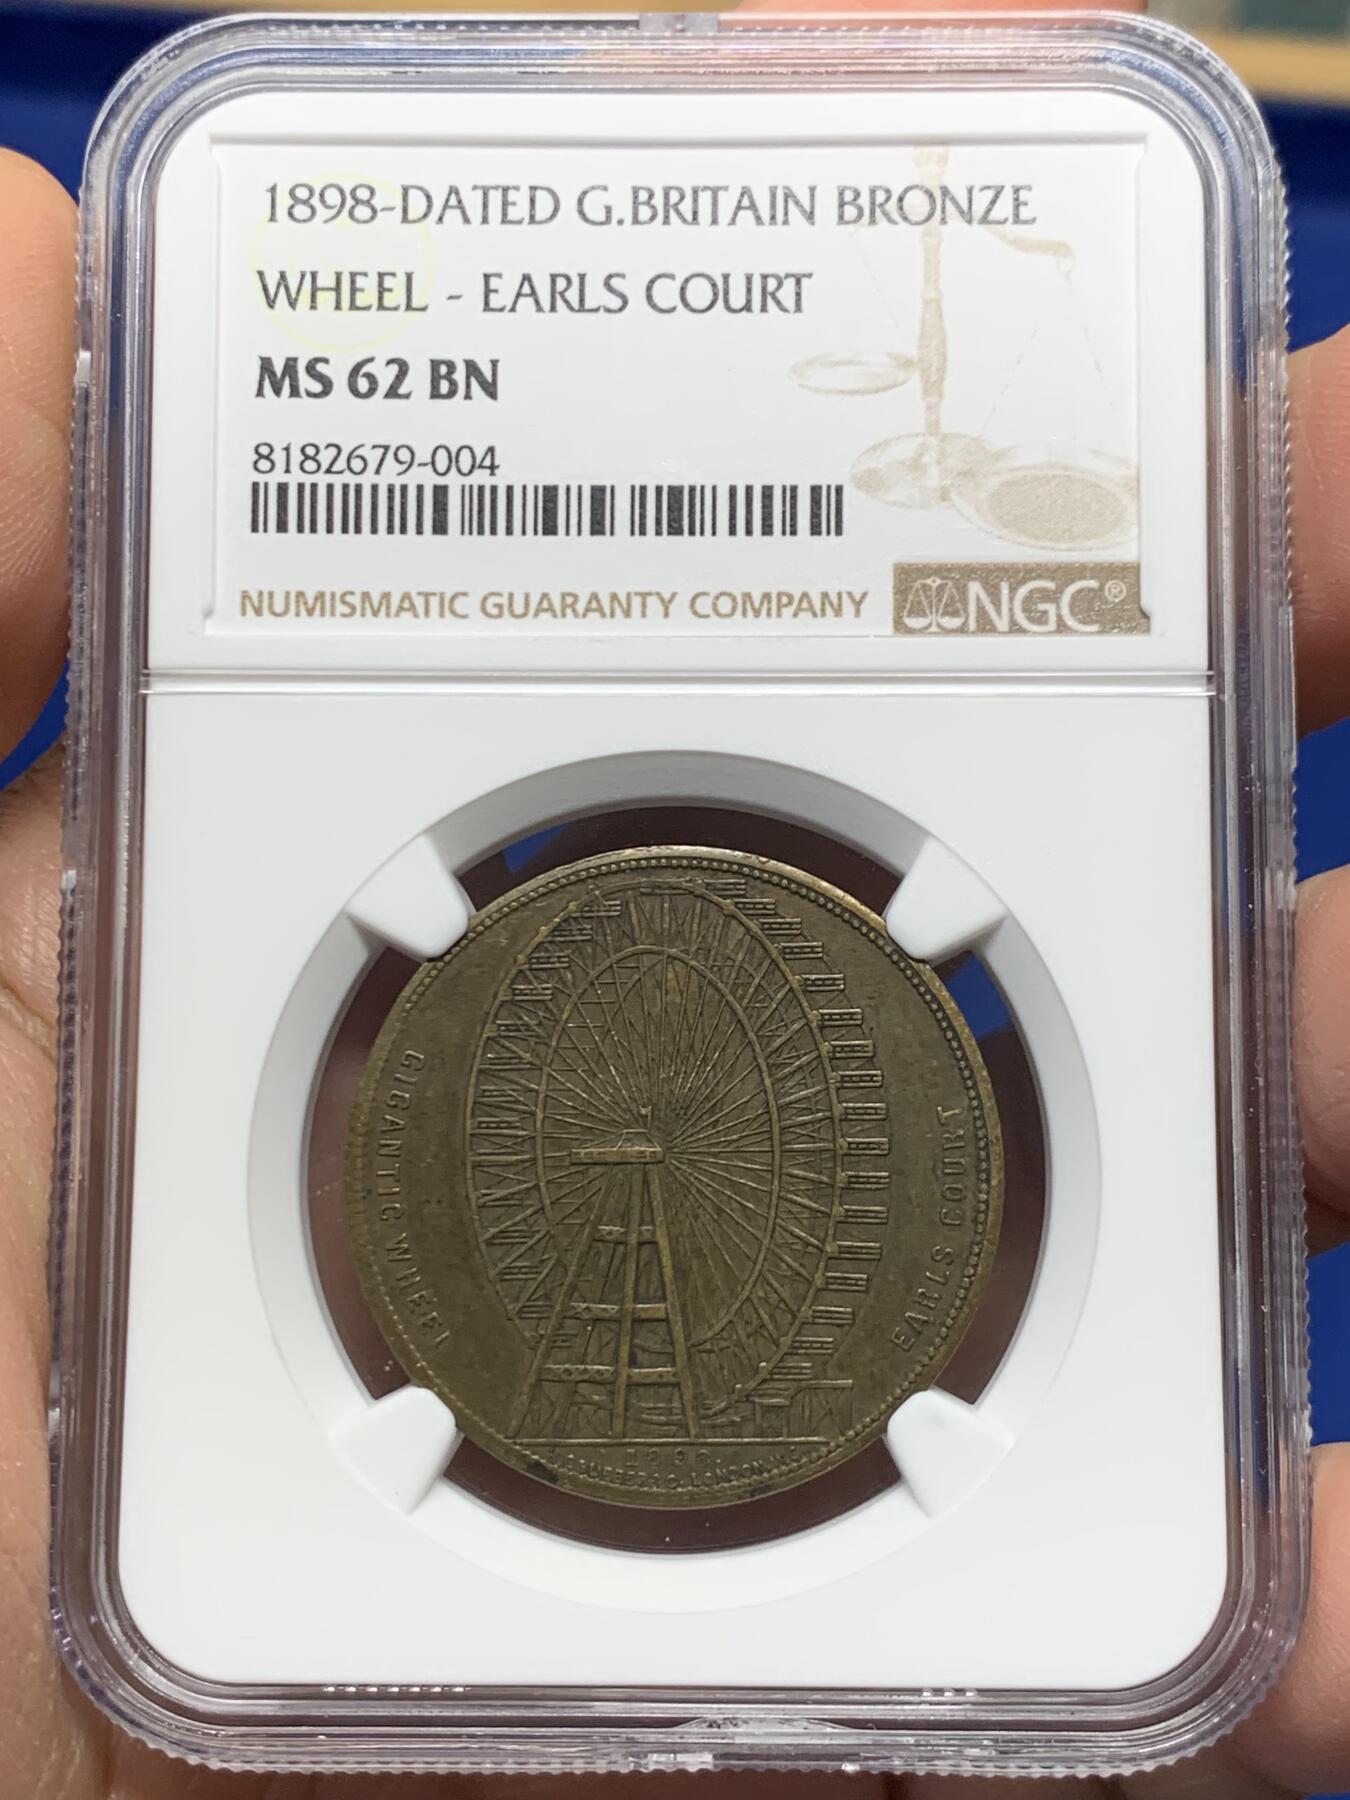 1898-DATED G.BRITAIN BRONZE
WHEEL - EARLS COURT
MS 62 BN
8182679-004
NUMISMATIC GUARANTY COMPANY
NGC®
GIGANTIC WHEEL
EARLS COURT
1898.
LONDON